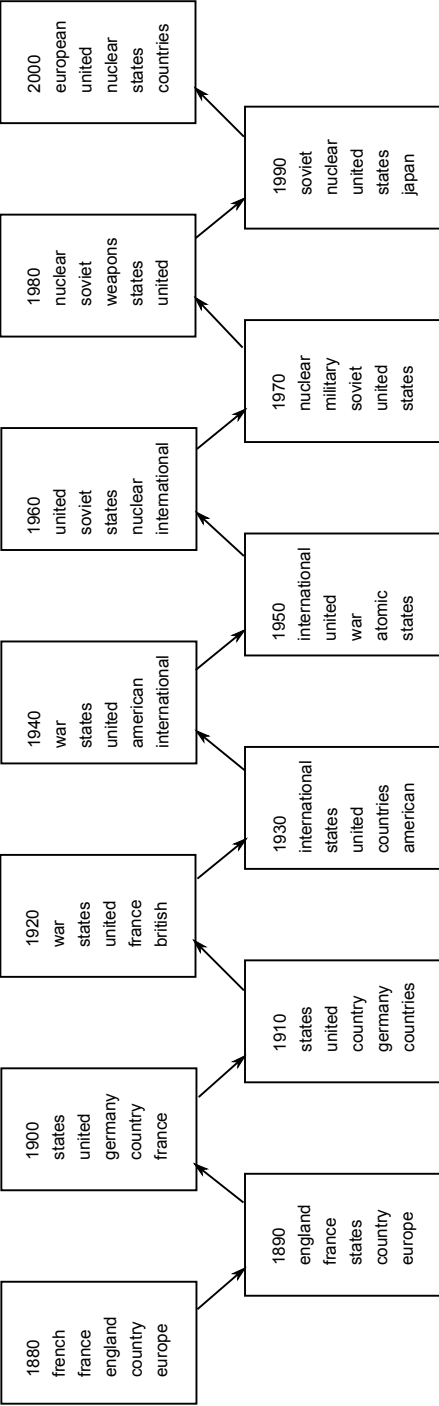 1880
french
france
england
country
europe
1890
england
france
states
country
europe
1900
states
united
germany
country
france
1910
states
united
country
germany
countries
1920
war
states
united
france
british
1930
international
states
united
countries
american
1940
war
states
united
american
international
1950
international
united
war
atomic
states
1960
united
soviet
states
nuclear
international
1970
nuclear
military
soviet
united
states
1980
nuclear
soviet
weapons
states
united
1990
soviet
nuclear
united
states
japan
2000
european
united
nuclear
states
countries